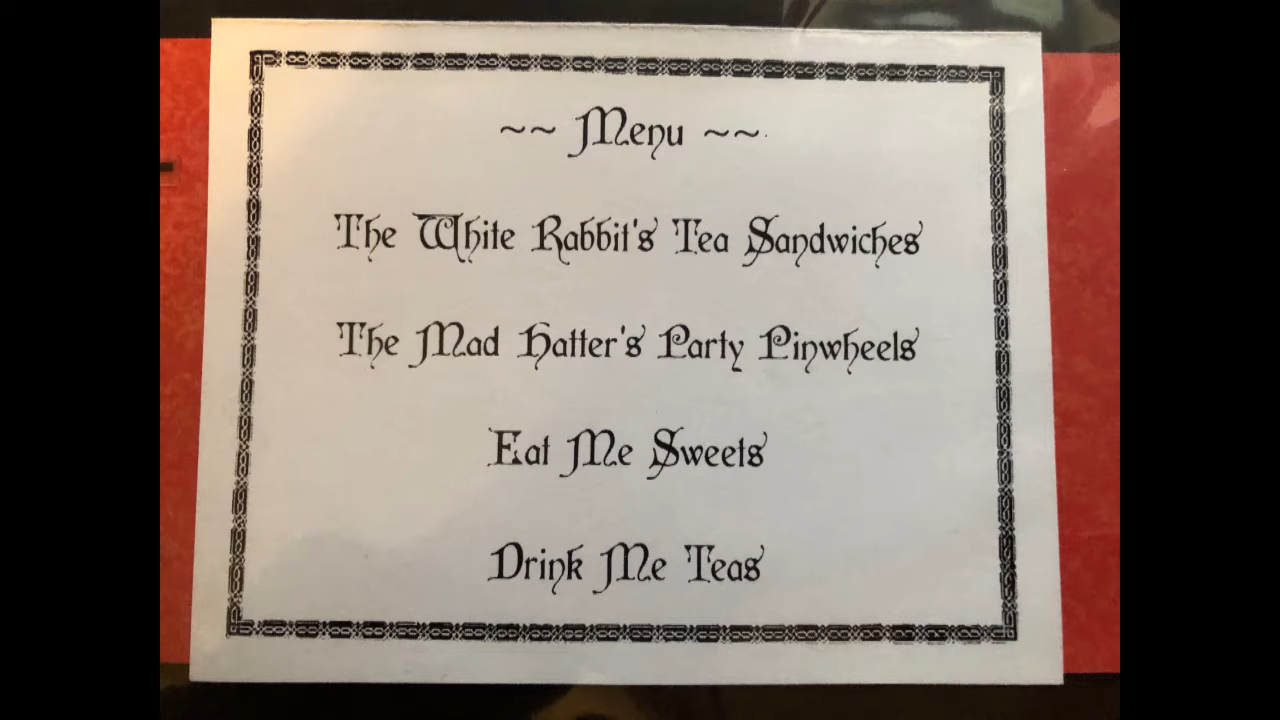 ~~ Menu ~~
The White Rabbit's Tea Sandwiches
The Mad Hatter's Party Pinwheels
Eat Me Sweets
Drink Me Teas